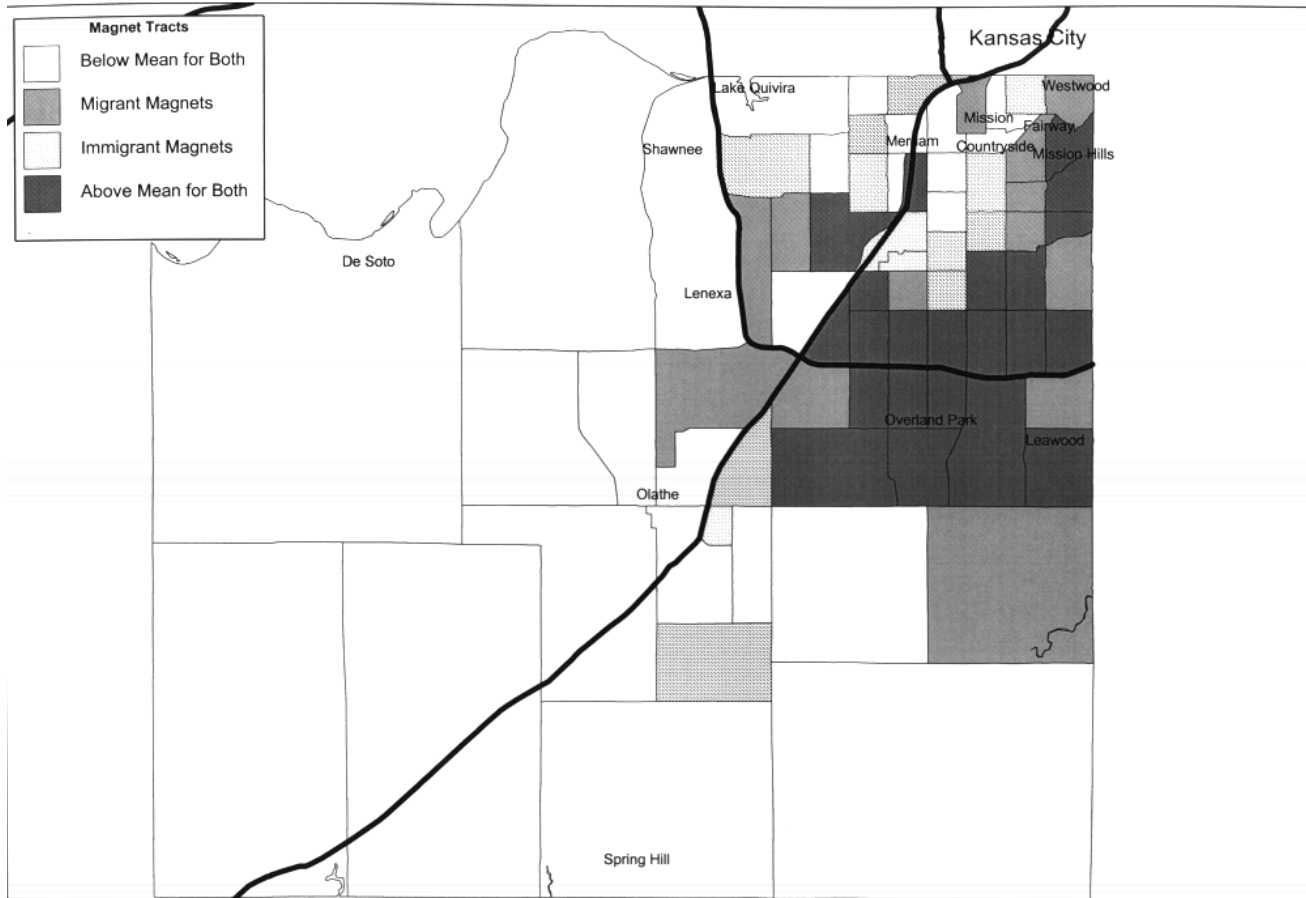 Magnet Tracts
Below Mean for Both
Migrant Magnets
Immigrant Magnets
Above Mean for Both
Kansas City
Lake Quivira
Westwood
Mission
Fairway
Shawnee
Merriam
Countryside
Mission Hills
De Soto
Lenexa
Overland Park
Leawood
Olathe
Spring Hill